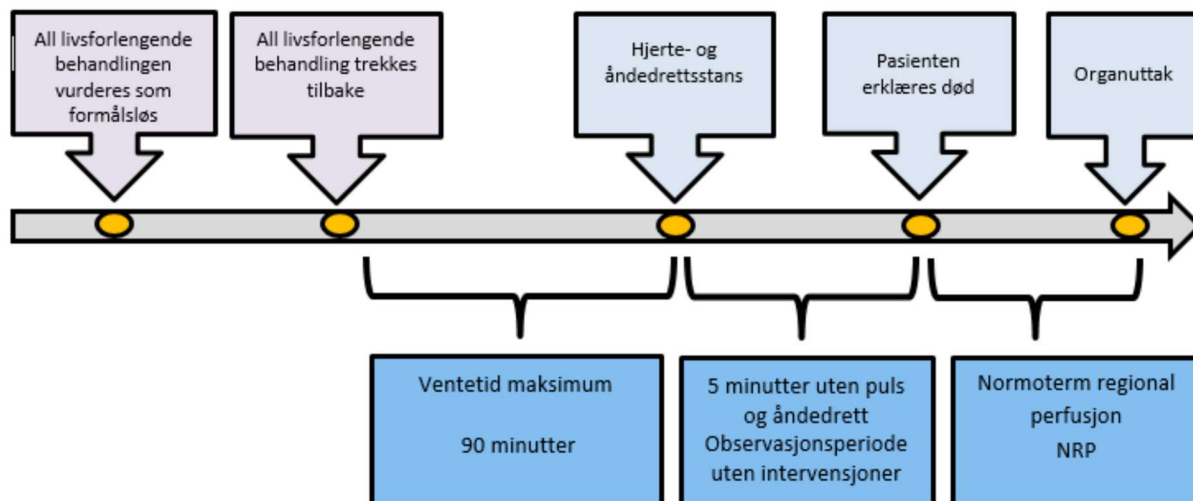 All livsforlengende
behandlingen
vurderes som
formålsløs
All livsforlengende
behandling trekkes
tilbake
Hjerte- og
åndedrettsstans
Pasienten
erklæres død
Organuttak
Ventetid maksimum
90 minutter
5 minutter uten puls
og åndedrett
Observasjonsperiode
uten intervensjoner
Normoterm regional
perfusjon
NRP